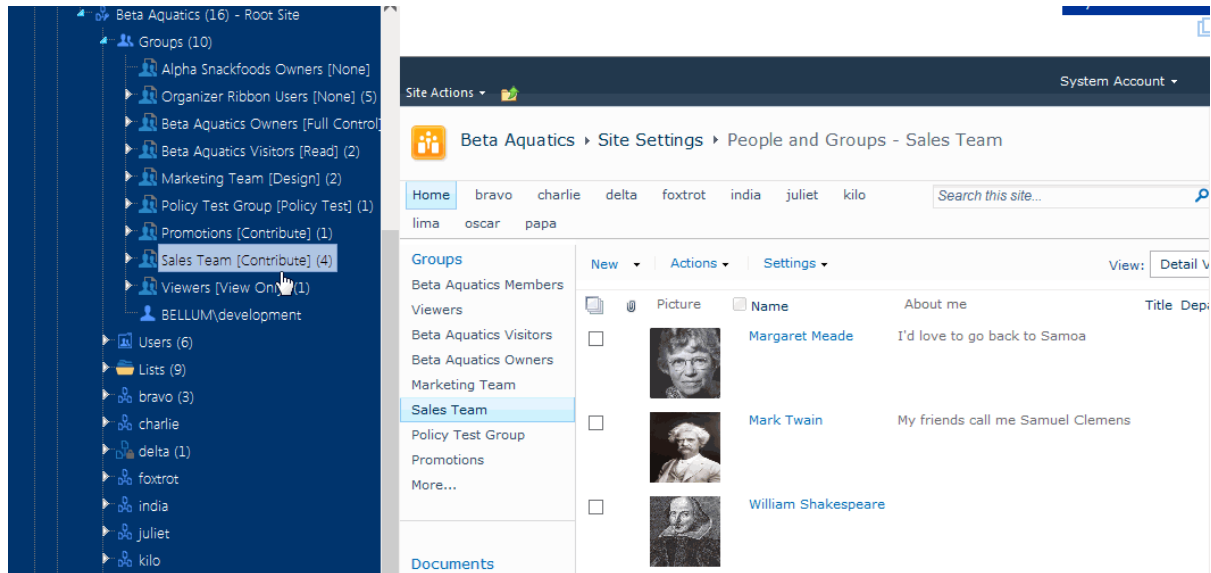 Beta Aquatics (16) - Root Site
Groups (10)
Alpha Snackfoods Owners [None]
Organizer Ribbon Users [None] (5)
Beta Aquatics Owners [Full Control]
Beta Aquatics Visitors [Read] (2)
Marketing Team [Design] (2)
Policy Test Group [Policy Test] (1)
Promotions [Contribute] (1)
Sales Team [Contribute] (4)
Viewers [View Only] (1)
BELLUM\development
Users (6)
Lists (9)
bravo (3)
charlie
delta (1)
foxtrot
india
juliet
kilo
System Account
Site Actions
Beta Aquatics Site Settings People and Groups - Sales Team
Home bravo charlie delta foxtrot india juliet kilo
Search this site...
lima oscar papa
Groups
Beta Aquatics Members
Viewers
Beta Aquatics Visitors
Beta Aquatics Owners
Marketing Team
Sales Team
Policy Test Group
Promotions
More...
Documents
New Actions Settings View: Detail V
Picture Name About me Title Depa
Margaret Meade I'd love to go back to Samoa
Mark Twain My friends call me Samuel Clemens
William Shakespeare